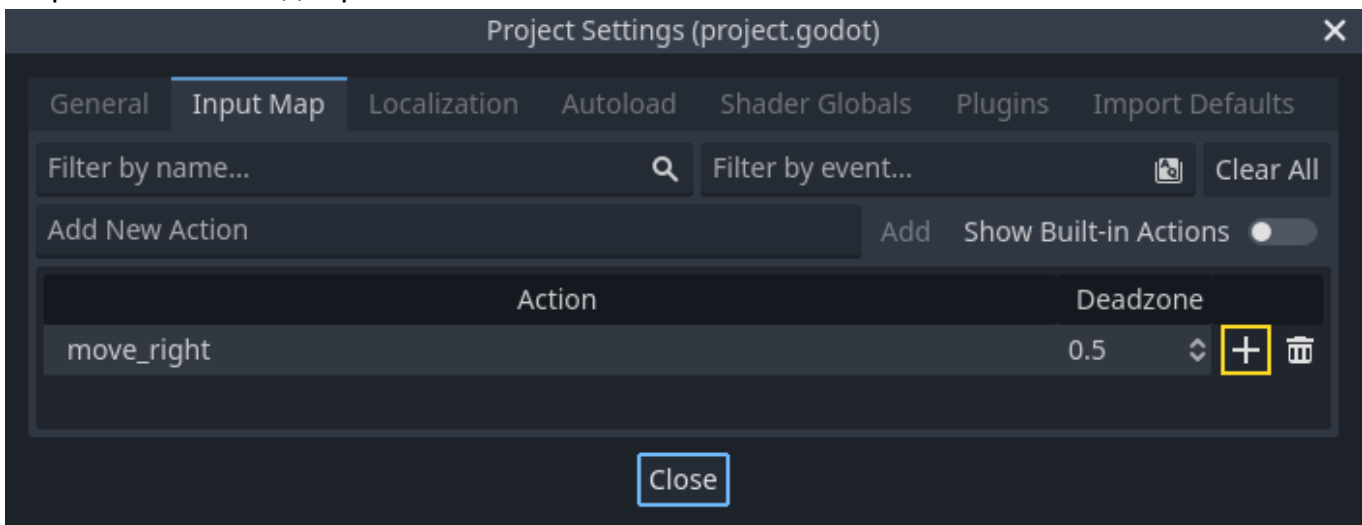 Project Settings (project.godot)
General Input Map Localization Autoload Shader Globals Plugins Import Defaults
Filter by name... Filter by event... Clear All
Add New Action Add Show Built-in Actions
Action Deadzone
move_right 0.5
Close